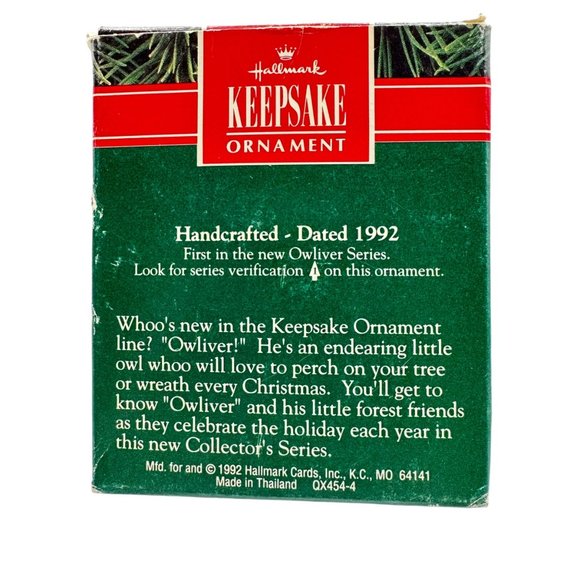 Hallmark
KEEPSAKE
ORNAMENT
Handcrafted - Dated 1992
First in the new Owliver Series.
Look for series verification 1 on this ornament.
Whoo's new in the Keepsake Ornament
line? "Owliver!" He's an endearing little
owl whoo will love to perch on your tree
or wreath every Christmas. You'll get to
know "Owliver" and his little forest friends
as they celebrate the holiday each year in
this new Collector's Series.
Mfd. for and © 1992 Hallmark Cards, Inc., K.C., MO 64141
Made in Thailand QX454-4